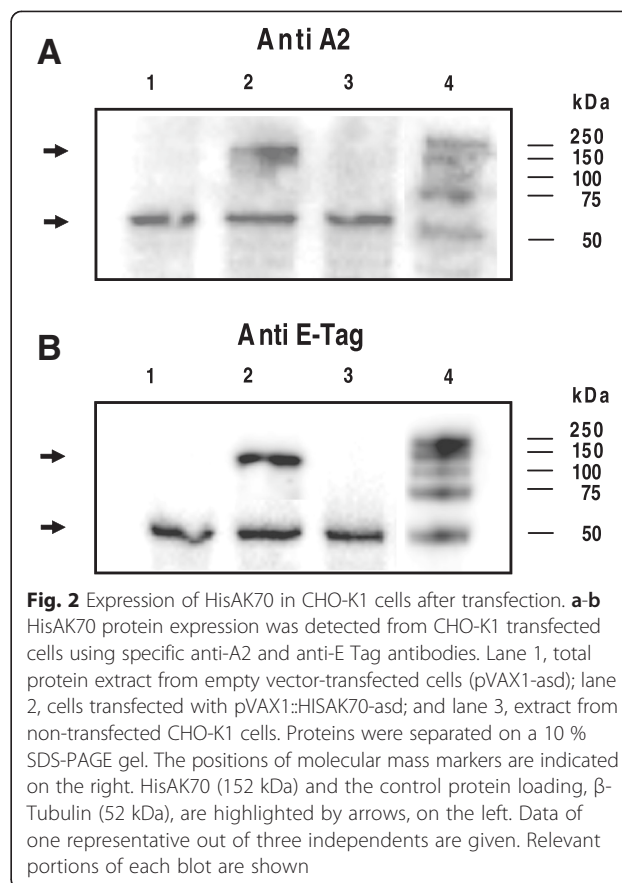 A
Anti A2
1 2 3 4
kDa
250
150
100
75
50
B
Anti E-Tag
1 2 3 4
kDa
250
150
100
75
50
Fig. 2 Expression of HisAK70 in CHO-K1 cells after transfection. a-b
HisAK70 protein expression was detected from CHO-K1 transfected
cells using specific anti-A2 and anti-E Tag antibodies. Lane 1, total
protein extract from empty vector-transfected cells (pVAX1-asd); lane
2, cells transfected with pVAX1::HISAK70-asd; and lane 3, extract from
non-transfected CHO-K1 cells. Proteins were separated on a 10 %
SDS-PAGE gel. The positions of molecular mass markers are indicated
on the right. HisAK70 (152 kDa) and the control protein loading, β-
Tubulin (52 kDa), are highlighted by arrows, on the left. Data of
one representative out of three independents are given. Relevant
portions of each blot are shown